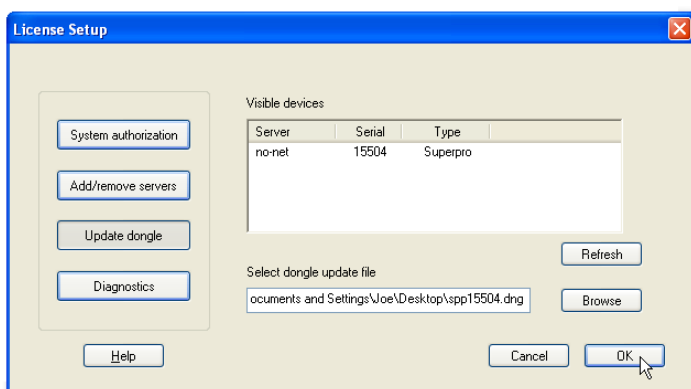 License Setup
System authorization
Add/remove servers
Update dongle
Diagnostics
Help
Visible devices
Server Serial Type
no-net 15504 Superpro
Refresh
Select dongle update file
ocuments and Settings\Joe\Desktop\spp15504.dng
Browse
Cancel
OK